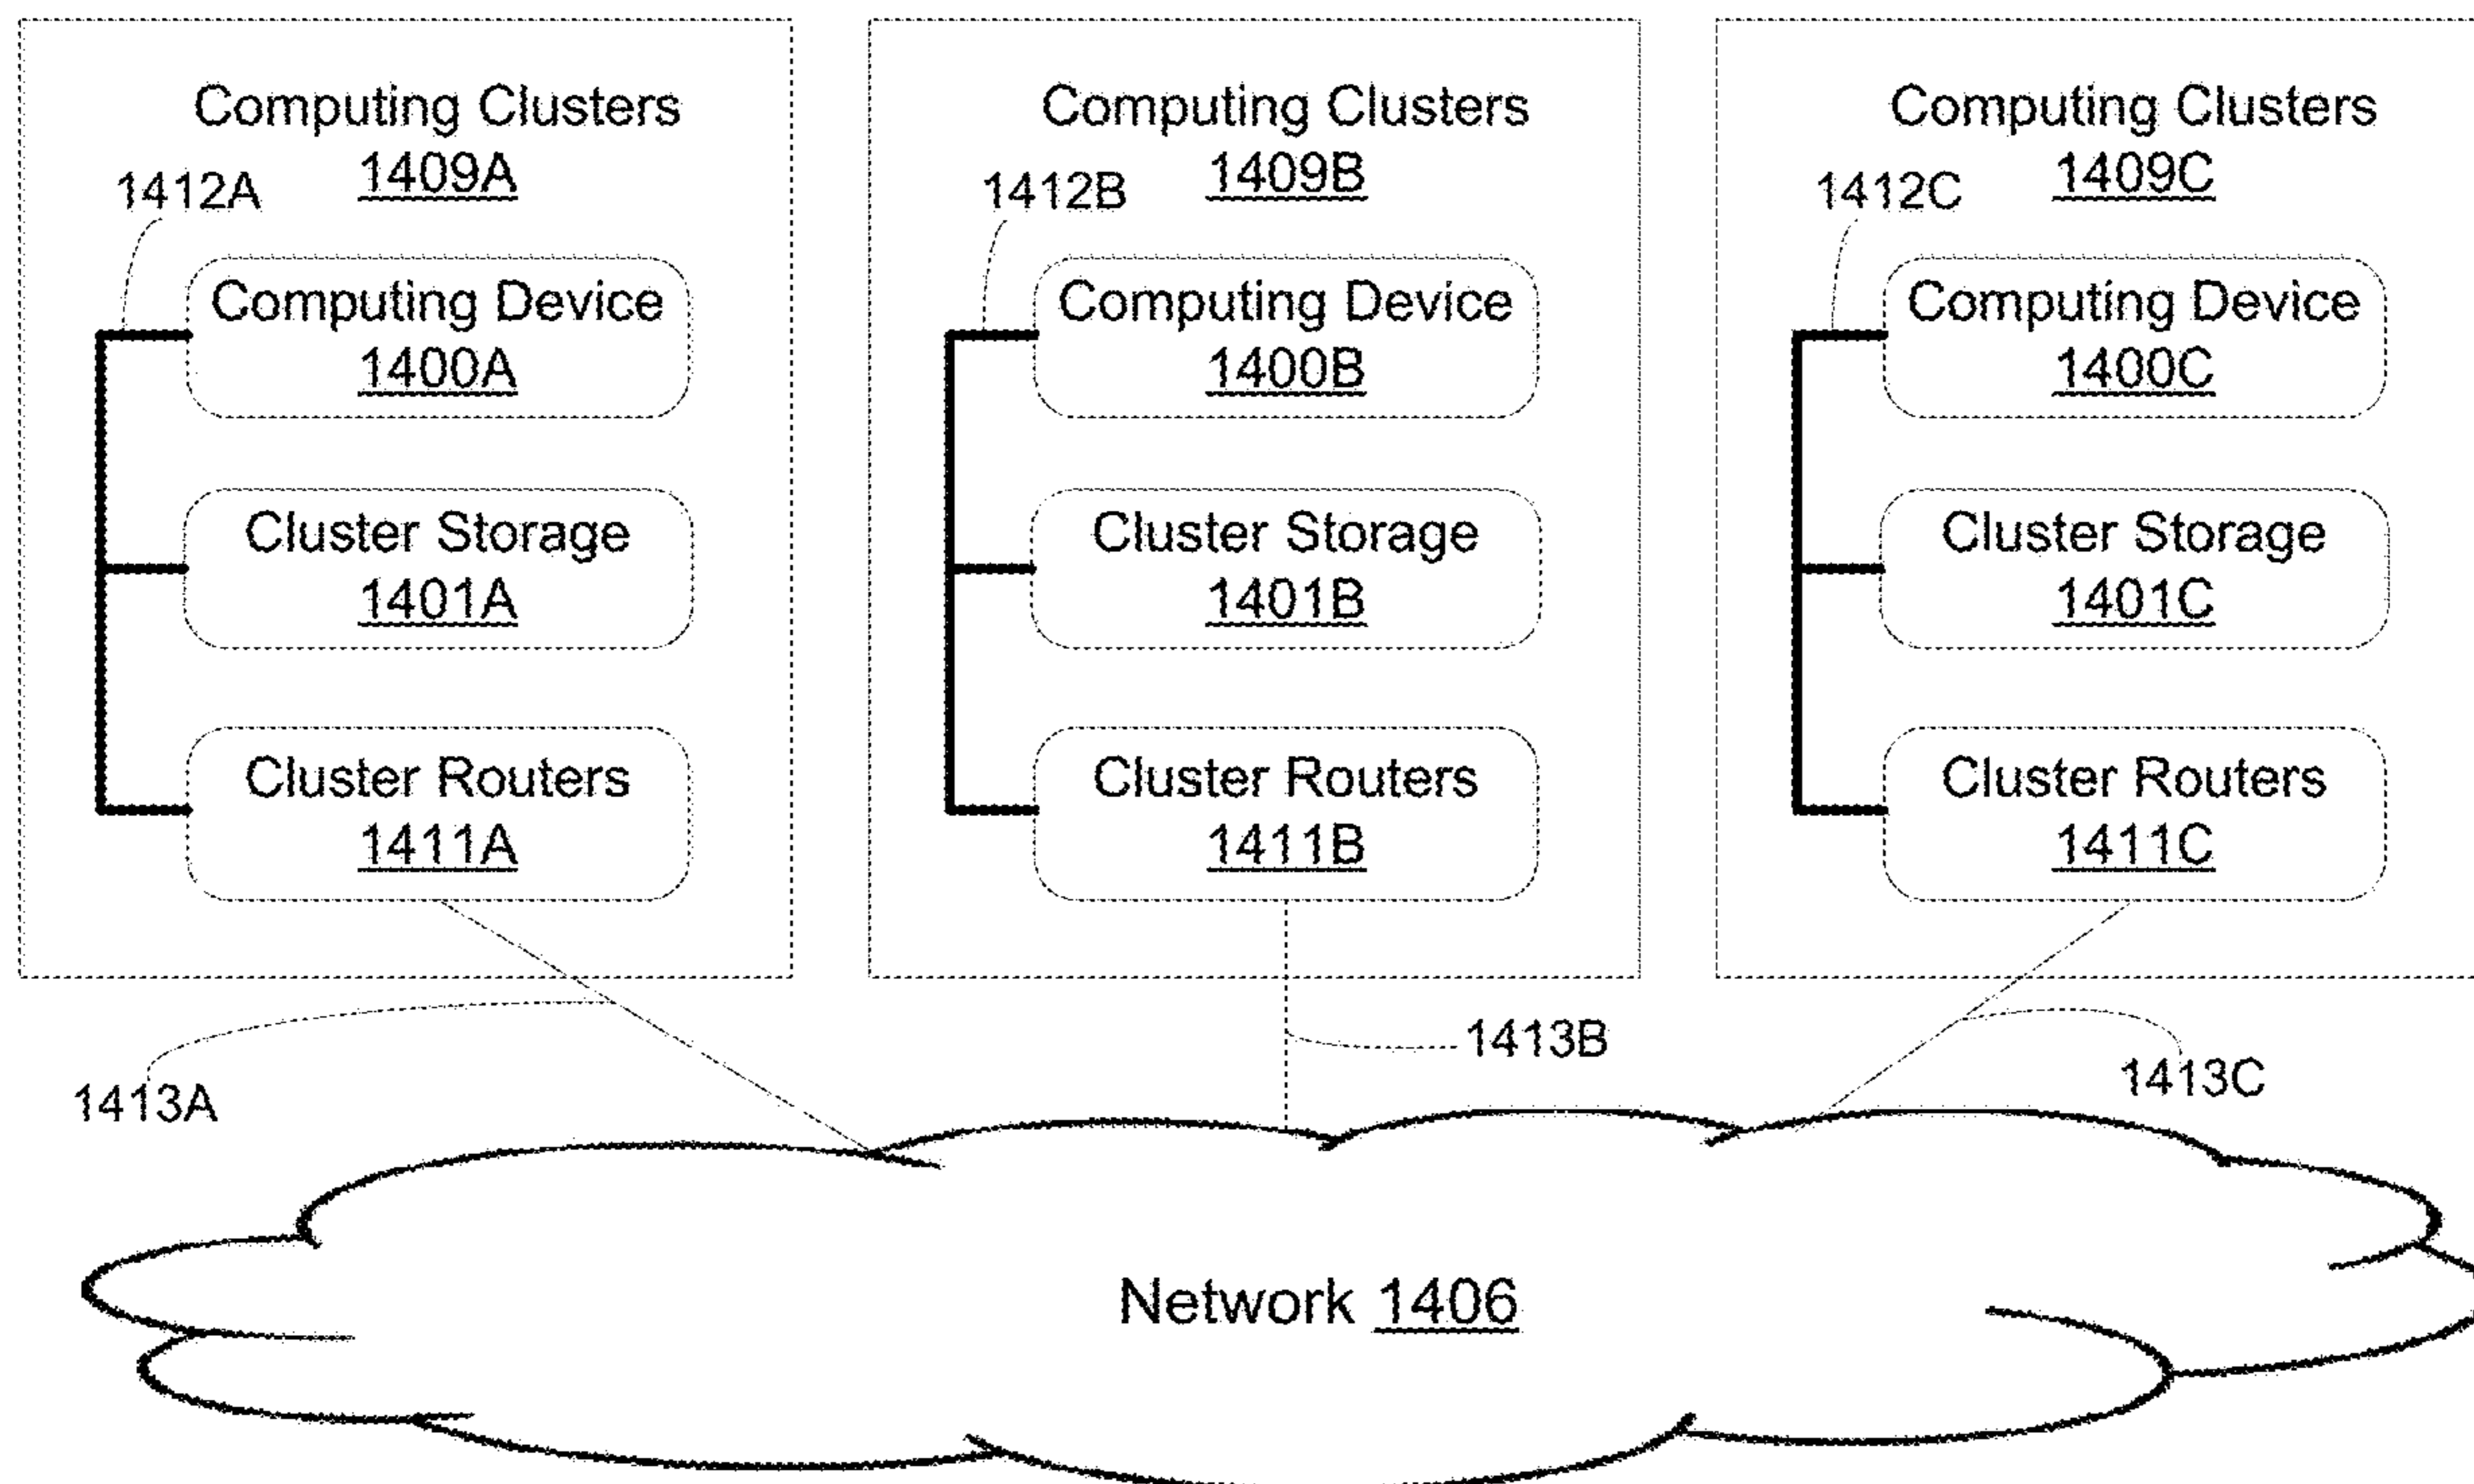 Computing Clusters
1409A
1412A
Computing Device
1400A
Cluster Storage
1401A
Cluster Routers
1411A
Computing Clusters
1409B
1412B
Computing Device
1400B
Cluster Storage
1401B
Cluster Routers
1411B
Computing Clusters
1409C
1412C
Computing Device
1400C
Cluster Storage
1401C
Cluster Routers
1411C
1413A
1413B
1413C
Network 1406